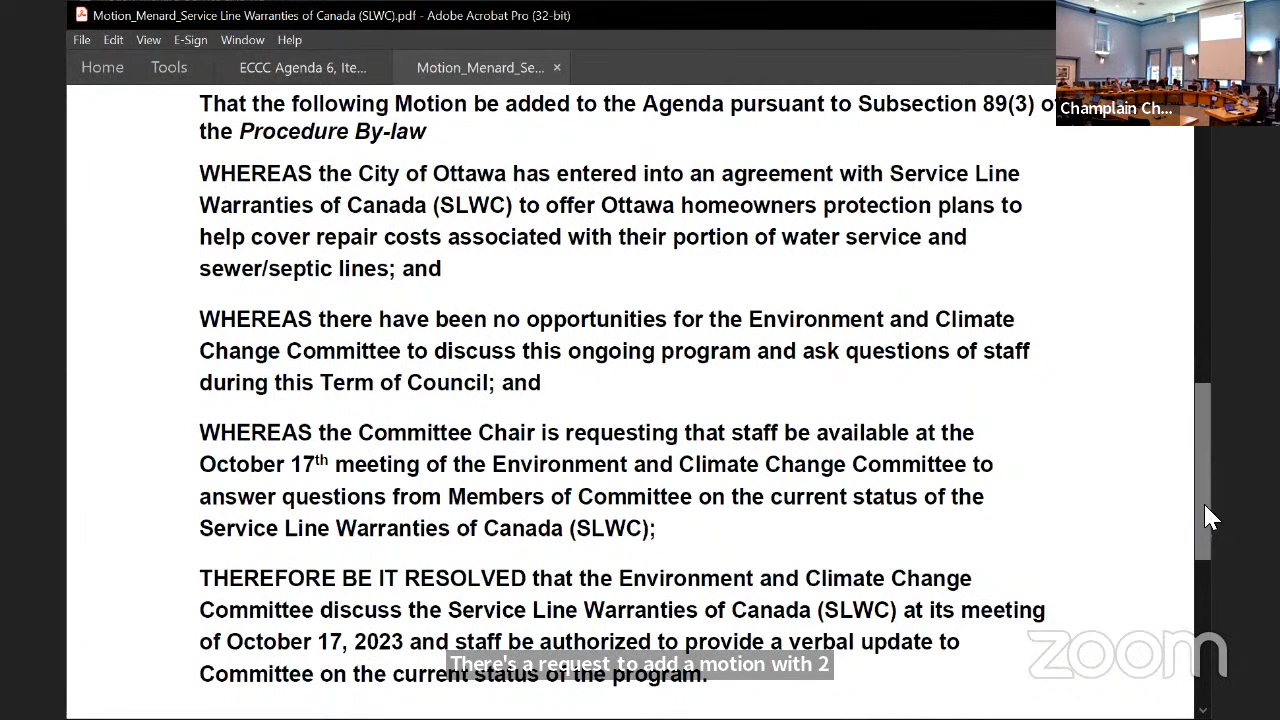 Motion_Menard_Service Line Warranties of Canada (SLWC).pdf - Adobe Acrobat Pro (32-bit)
File Edit View E-Sign Window Help
Home Tools ECCC Agenda 6, Ite... Motion_Menard_Se... ×
Champlain Ch...
That the following Motion be added to the Agenda pursuant to Subsection 89(3) o
the Procedure By-law
WHEREAS the City of Ottawa has entered into an agreement with Service Line
Warranties of Canada (SLWC) to offer Ottawa homeowners protection plans to
help cover repair costs associated with their portion of water service and
sewer/septic lines; and
WHEREAS there have been no opportunities for the Environment and Climate
Change Committee to discuss this ongoing program and ask questions of staff
during this Term of Council; and
WHEREAS the Committee Chair is requesting that staff be available at the
October 17th meeting of the Environment and Climate Change Committee to
answer questions from Members of Committee on the current status of the
Service Line Warranties of Canada (SLWC);
THEREFORE BE IT RESOLVED that the Environment and Climate Change
Committee discuss the Service Line Warranties of Canada (SLWC) at its meeting
of October 17, 2023 and staff be authorized to provide a verbal update to
Committee on the current status of the program.
There's a request to add a motion with 2
zoom